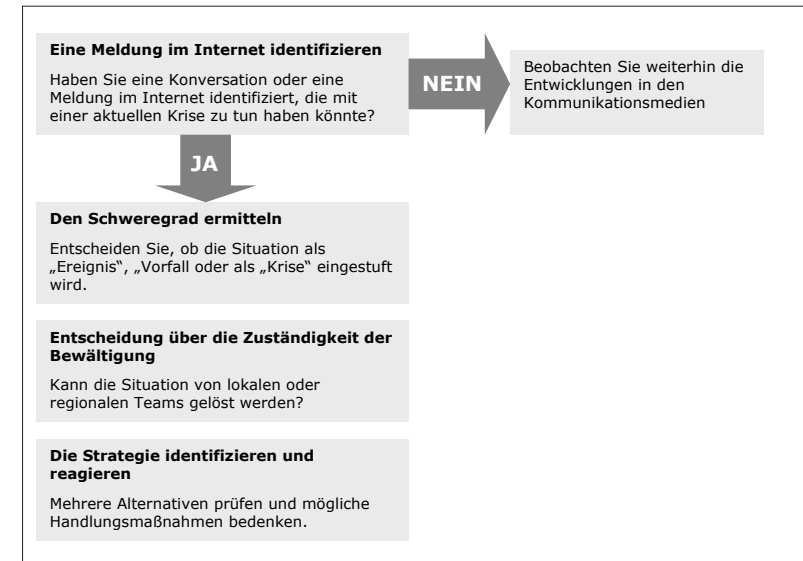 Eine Meldung im Internet identifizieren
Haben Sie eine Konversation oder eine
Meldung im Internet identifiziert, die mit
einer aktuellen Krise zu tun haben könnte?
NEIN
Beobachten Sie weiterhin die
Entwicklungen in den
Kommunikationsmedien
JA
Den Schweregrad ermitteln
Entscheiden Sie, ob die Situation als
„Ereignis“, „Vorfall oder als „Krise“ eingestuft
wird.
Entscheidung über die Zuständigkeit der
Bewältigung
Kann die Situation von lokalen oder
regionalen Teams gelöst werden?
Die Strategie identifizieren und
reagieren
Mehrere Alternativen prüfen und mögliche
Handlungsmaßnahmen bedenken.